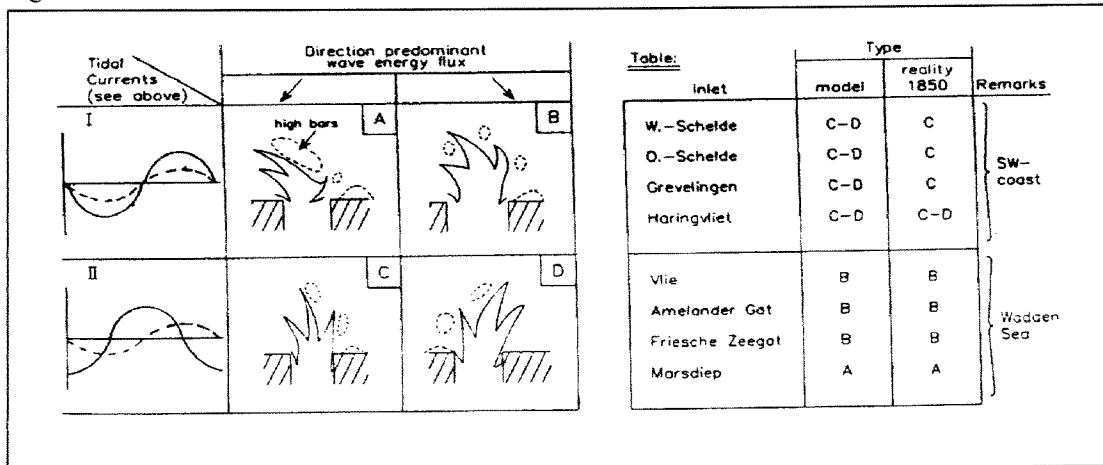 Tidal
Currents
(see above)
Direction predominant
wave energy flux
I
A
high bars
B
II
C
D
Table:
Type
Inlet
model
reality
1850
Remarks
W.-Schelde C-D C
O.-Schelde C-D C
Grevelingen C-D C
Haringvliet C-D C-D
SW-
coast
Vlie B B
Amelander Gat B B
Friesche Zeegat B B
Marsdiep A A
Wadden
Sea